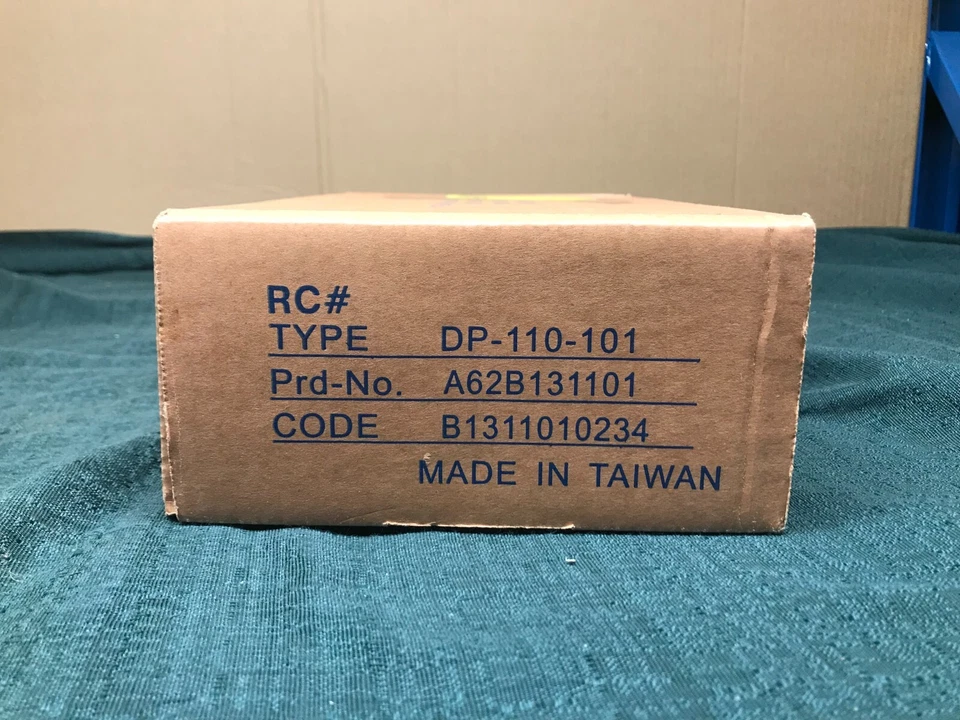 RC#
TYPE DP-110-101
Prd-No. A62B131101
CODE B1311010234
MADE IN TAIWAN